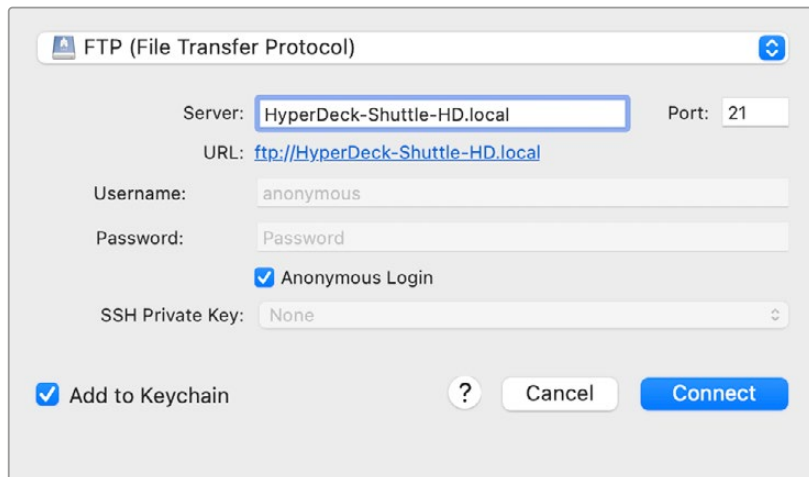 FTP (File Transfer Protocol)
Server: HyperDeck-Shuttle-HD.local Port: 21
URL: ftp://HyperDeck-Shuttle-HD.local
Username: anonymous
Password: Password
Anonymous Login
SSH Private Key: None
Add to Keychain ? Cancel Connect